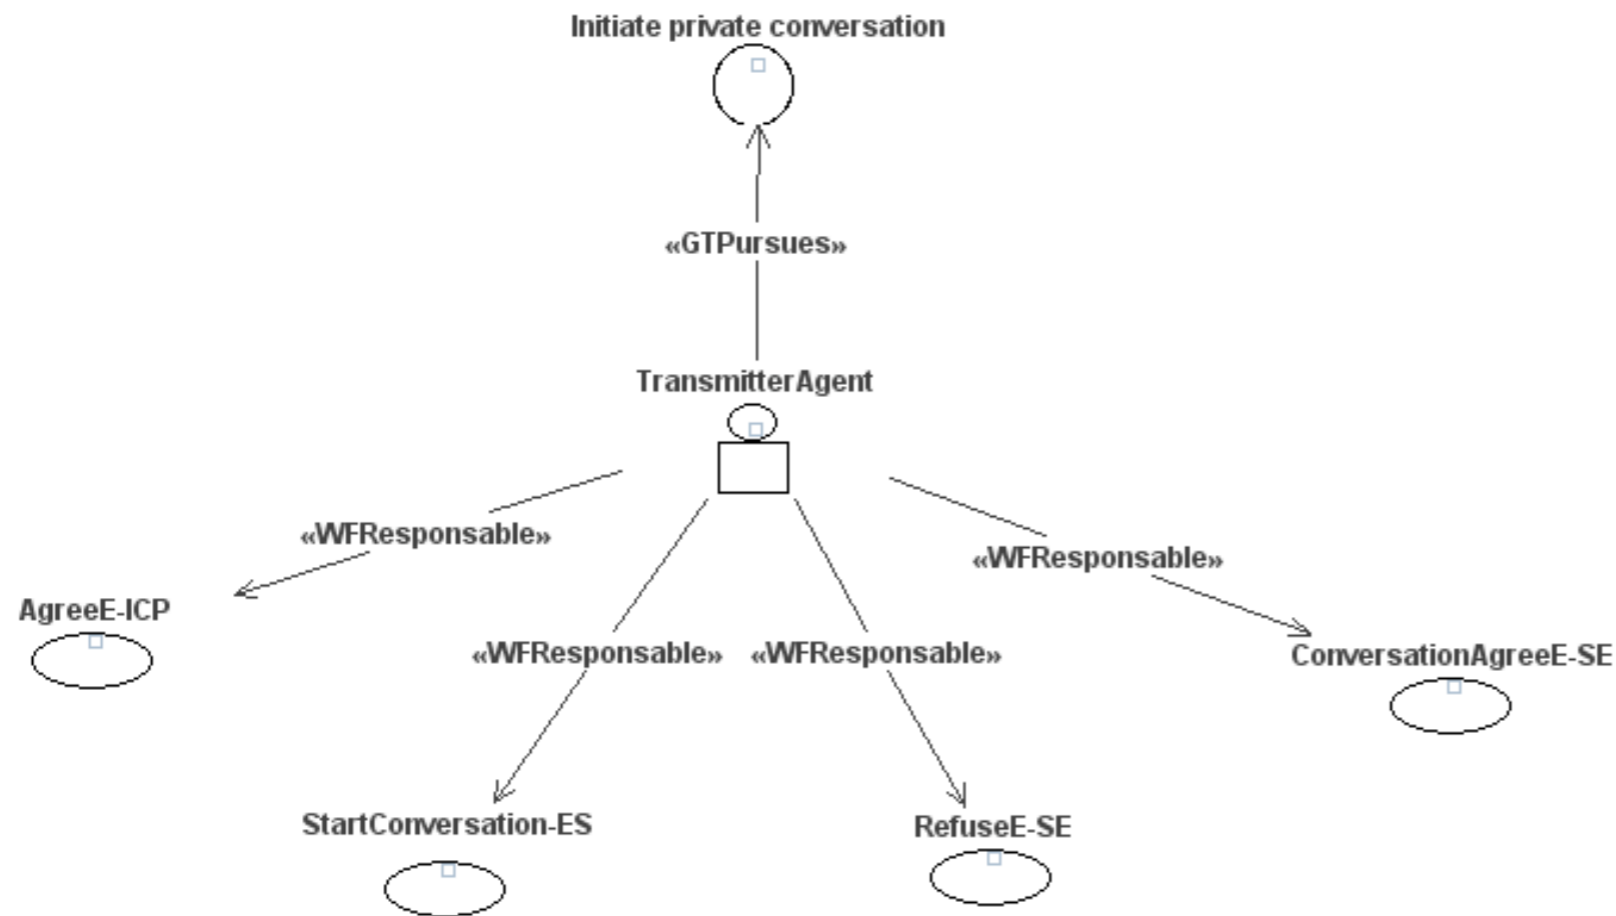 Initiate private conversation
«GTPursues»
TransmitterAgent
«WFResponsable»
«WFResponsable»
AgreeE-ICP
«WFResponsable» «WFResponsable»
ConversationAgreeE-SE
StartConversation-ES
RefuseE-SE